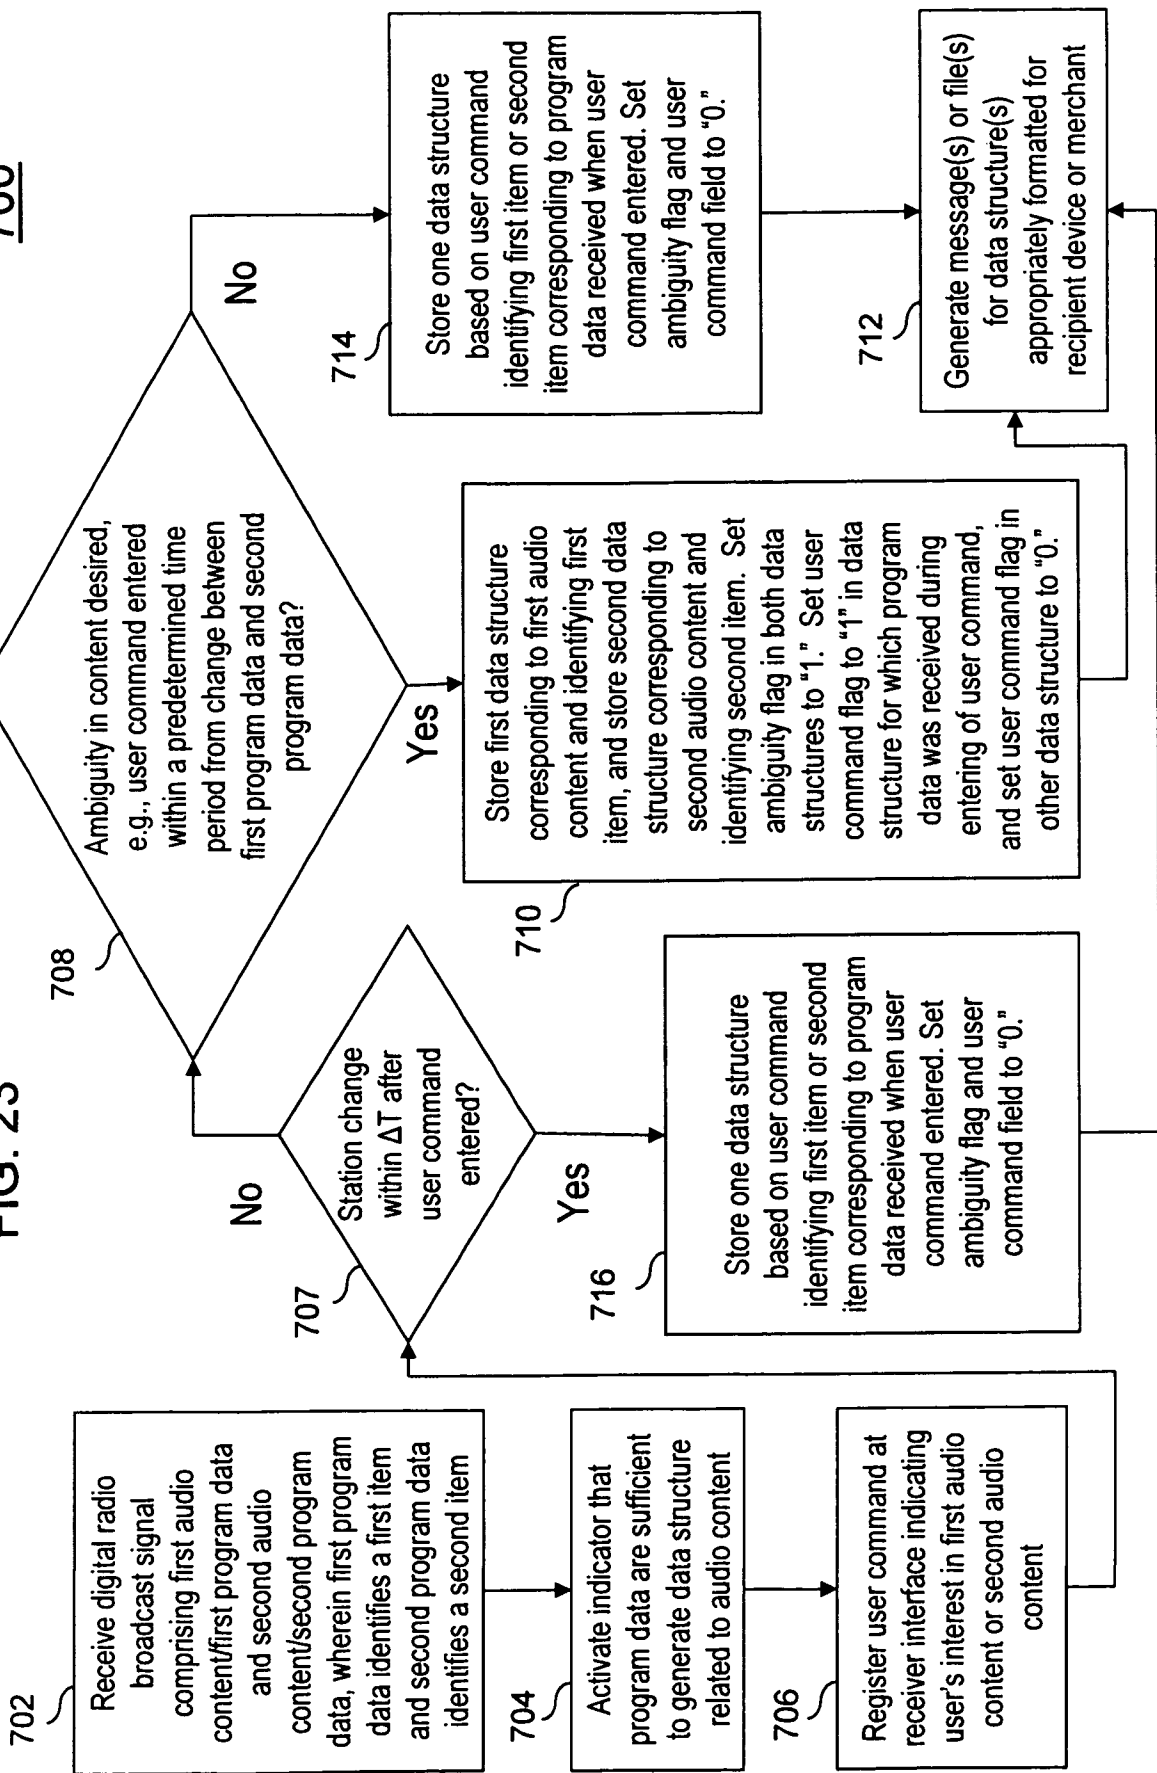 FIG. 23
700
702
Receive digital radio
broadcast signal
comprising first audio
content/first program data
and second audio
content/second program
data, wherein first program
data identifies a first item
and second program data
identifies a second item
704
Activate indicator that
program data are sufficient
to generate data structure
related to audio content
706
Register user command at
receiver interface indicating
user's interest in first audio
content or second audio
content
707
Station change
within ΔT after
user command
entered?
No
Yes
716
Store one data structure
based on user command
identifying first item or second
item corresponding to program
data received when user
command entered. Set
ambiguity flag and user
command field to "0."
708
Ambiguity in content desired,
e.g., user command entered
within a predetermined time
period from change between
first program data and second
program data?
Yes
No
710
Store first data structure
corresponding to first audio
content and identifying first
item, and store second data
structure corresponding to
second audio content and
identifying second item. Set
ambiguity flag in both data
structures to "1." Set user
command flag to "1" in data
structure for which program
data was received during
entering of user command,
and set user command flag in
other data structure to "0."
714
Store one data structure
based on user command
identifying first item or second
item corresponding to program
data received when user
command entered. Set
ambiguity flag and user
command field to "0."
712
Generate message(s) or file(s)
for data structure(s)
appropriately formatted for
recipient device or merchant